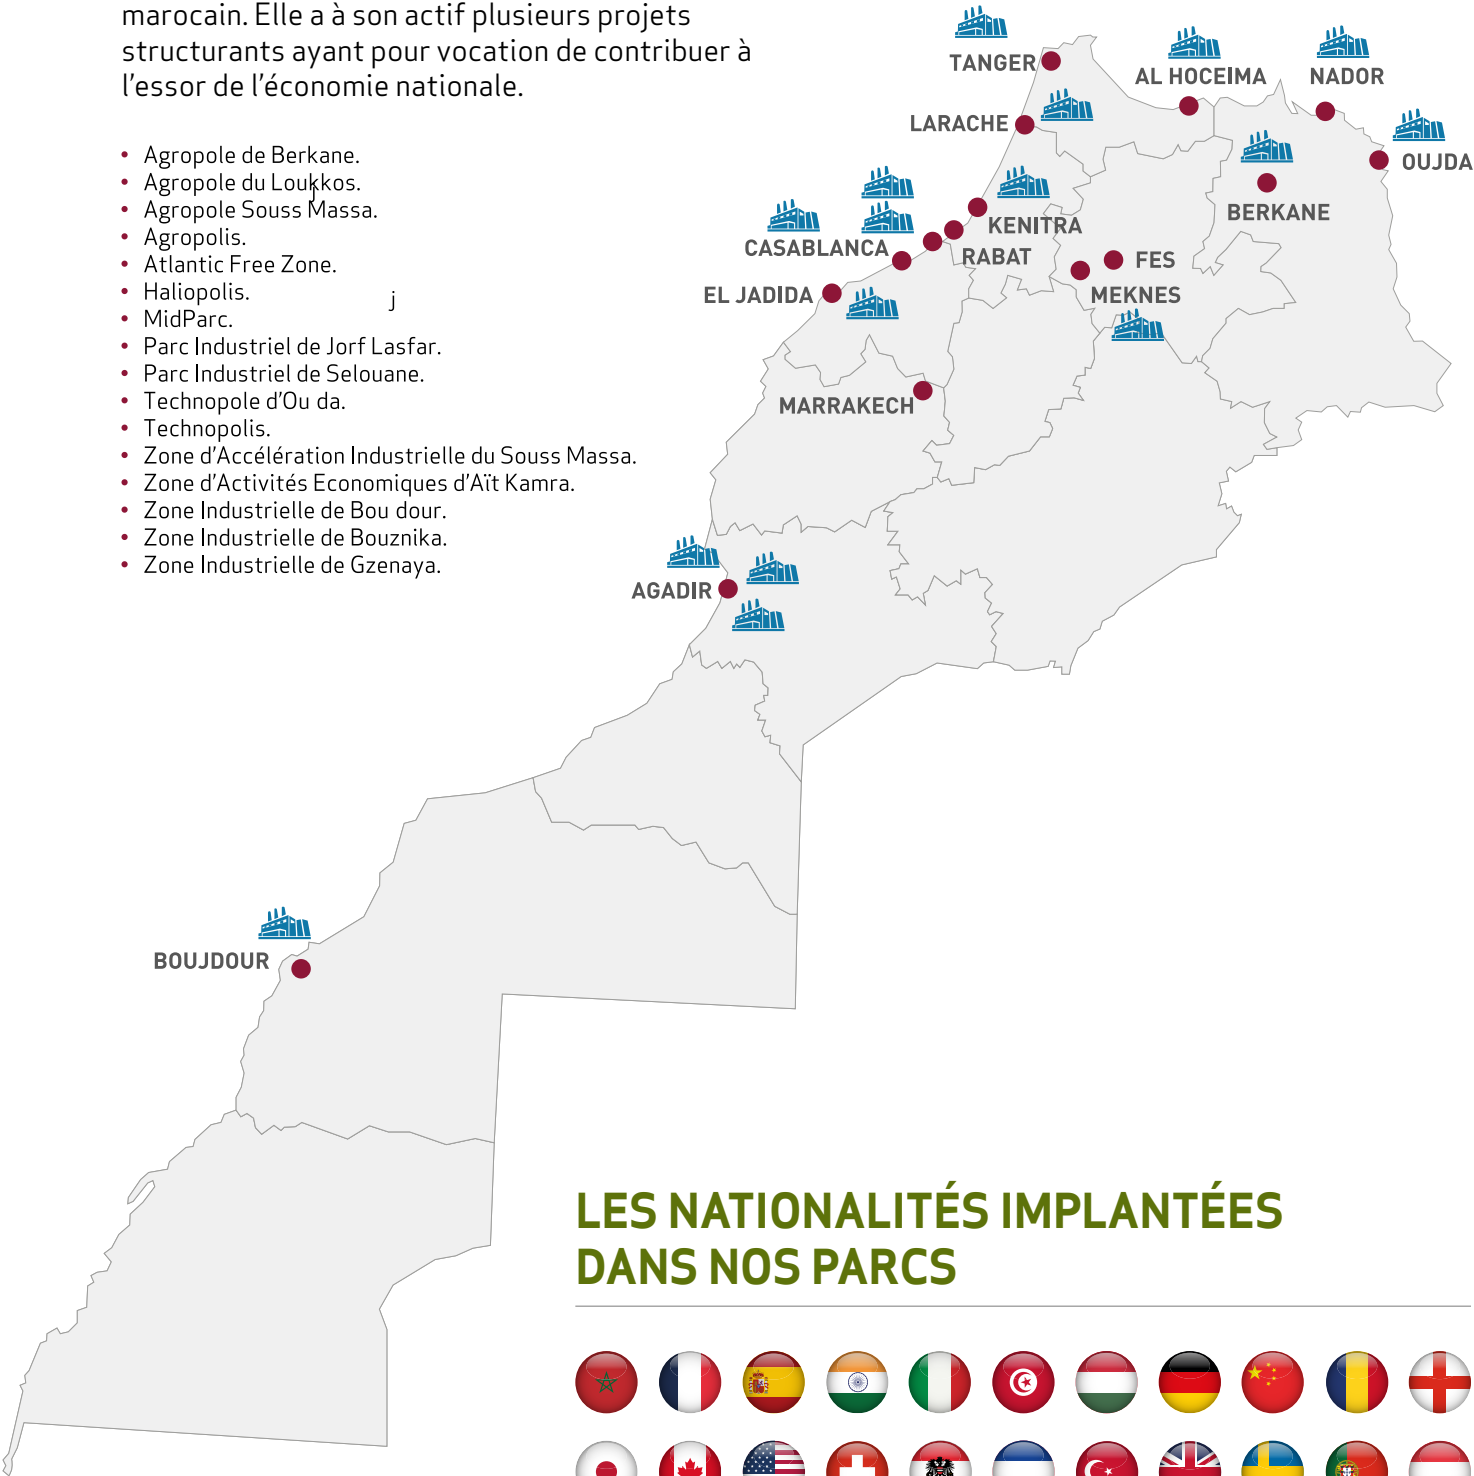 marocain. Elle a à son actif plusieurs projets
structurants ayant pour vocation de contribuer à
l'essor de l'économie nationale.
• Agropole de Berkane.
• Agropole du Loukkos.
j
• Agropole Souss Massa.
• Agropolis.
• Atlantic Free Zone.
• Haliopolis.
j
• MidParc.
• Parc Industriel de Jorf Lasfar.
• Parc Industriel de Selouane.
• Technopole d'Ou da.
• Technopolis.
• Zone d'Accélération Industrielle du Souss Massa.
• Zone d'Activités Economiques d'Aït Kamra.
• Zone Industrielle de Bou dour.
• Zone Industrielle de Bouznika.
• Zone Industrielle de Gzenaya.
TANGER
AL HOCEIMA
NADOR
LARACHE
OUJDA
BERKANE
KENITRA
CASABLANCA
RABAT
FES
EL JADIDA
MEKNES
MARRAKECH
AGADIR
BOUJDOUR
LES NATIONALITÉS IMPLANTÉES
DANS NOS PARCS